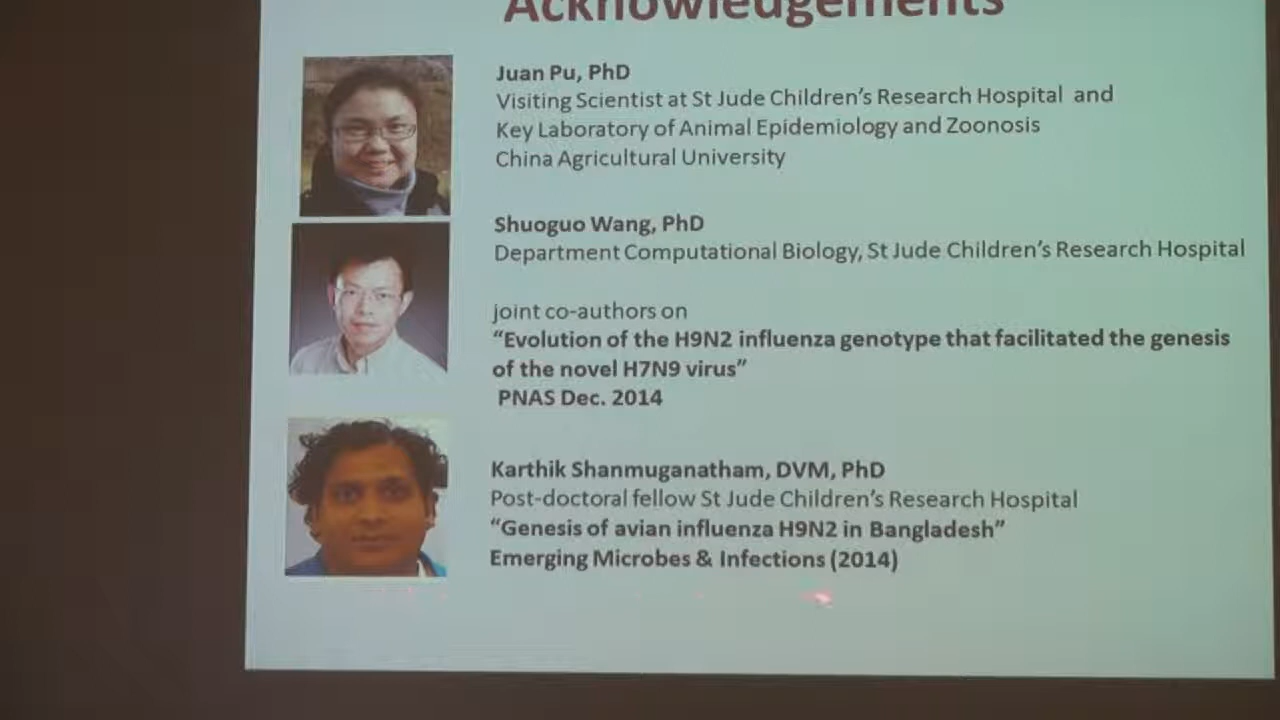 Acknowledgements
Juan Pu, PhD
Visiting Scientist at St Jude Children's Research Hospital and
Key Laboratory of Animal Epidemiology and Zoonosis
China Agricultural University
Shuoguo Wang, PhD
Department Computational Biology, St Jude Children's Research Hospital
joint co-authors on
"Evolution of the H9N2 influenza genotype that facilitated the genesis
of the novel H7N9 virus"
PNAS Dec. 2014
Karthik Shanmuganatham, DVM, PhD
Post-doctoral fellow St Jude Children's Research Hospital
"Genesis of avian influenza H9N2 in Bangladesh"
Emerging Microbes & Infections (2014)